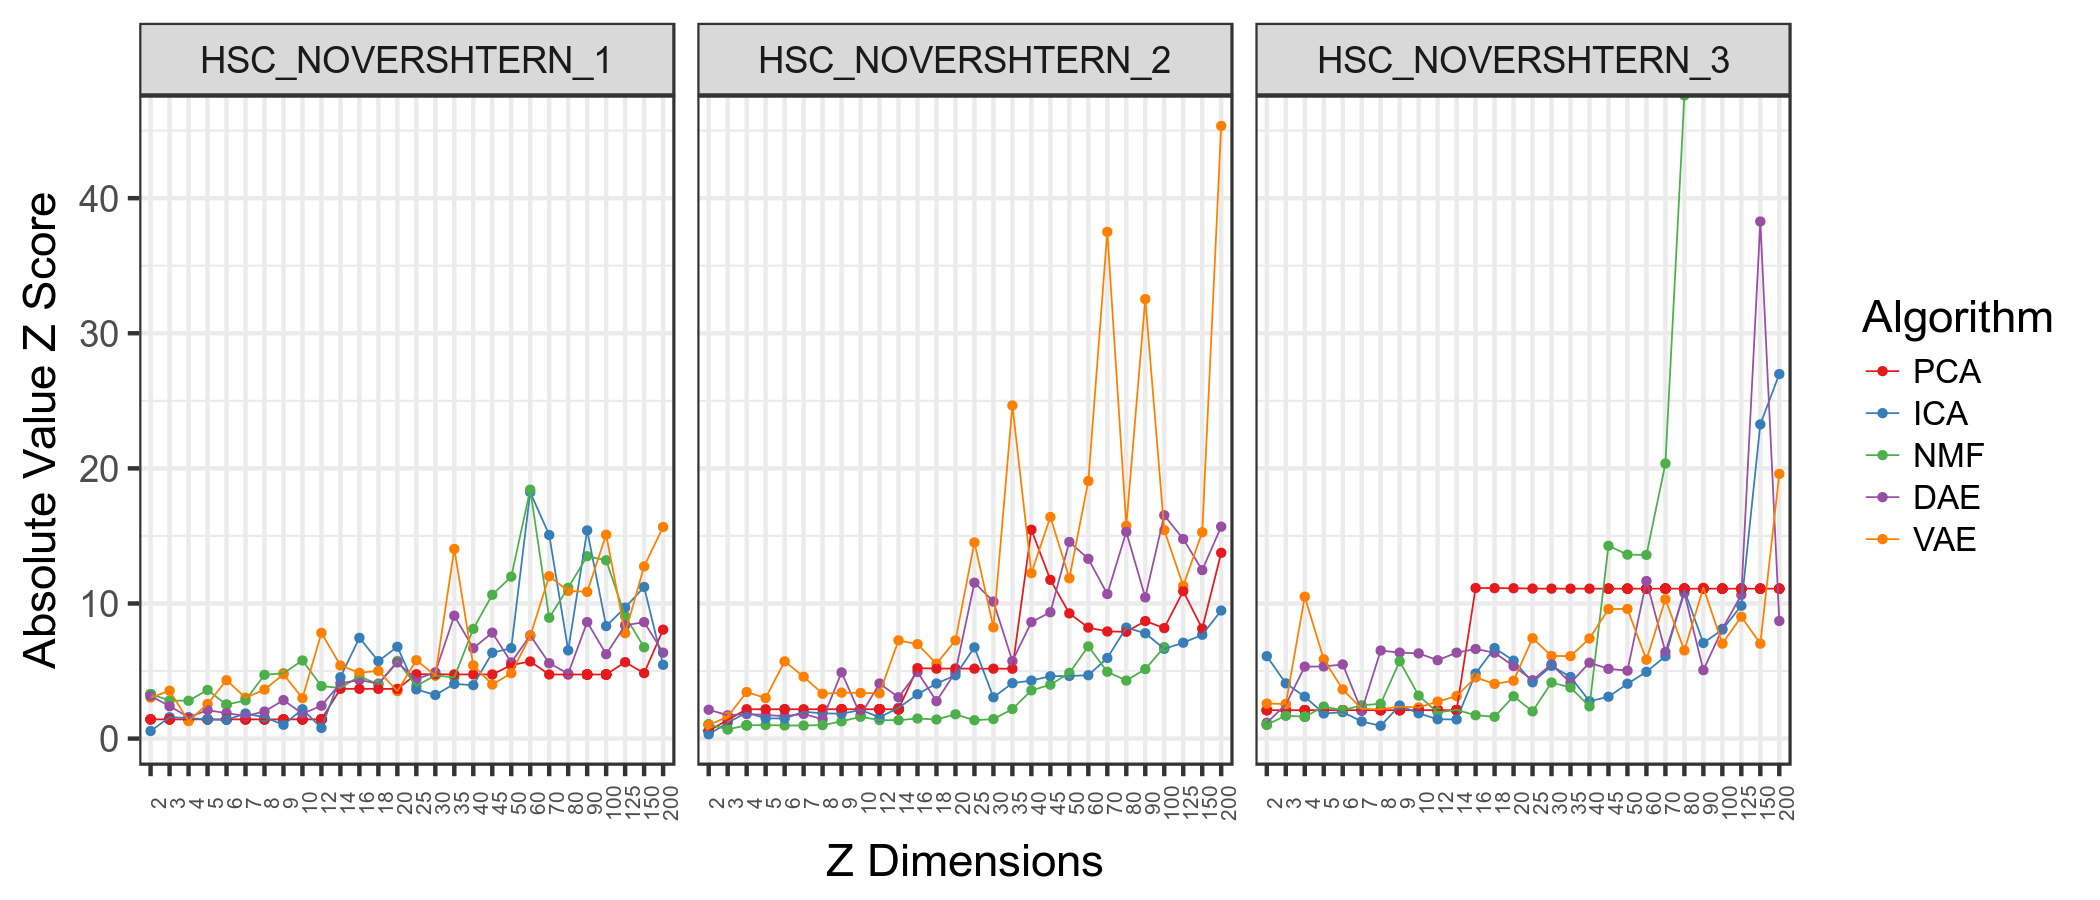 HSC_NOVERSHTERN_1 HSC_NOVERSHTERN_2 HSC_NOVERSHTERN_3
Absolute Value Z Score
40
30
20
10
0
2 3 4 5 6 7 8 9 10 12 14 16 18 20 25 30 35 40 45 50 60 70 80 90 100 125 150 200
2 3 4 5 6 7 8 9 10 12 14 16 18 20 25 30 35 40 45 50 60 70 80 90 100 125 150 200
2 3 4 5 6 7 8 9 10 12 14 16 18 20 25 30 35 40 45 50 60 70 80 90 100 125 150 200
Z Dimensions
Algorithm
PCA
ICA
NMF
DAE
VAE